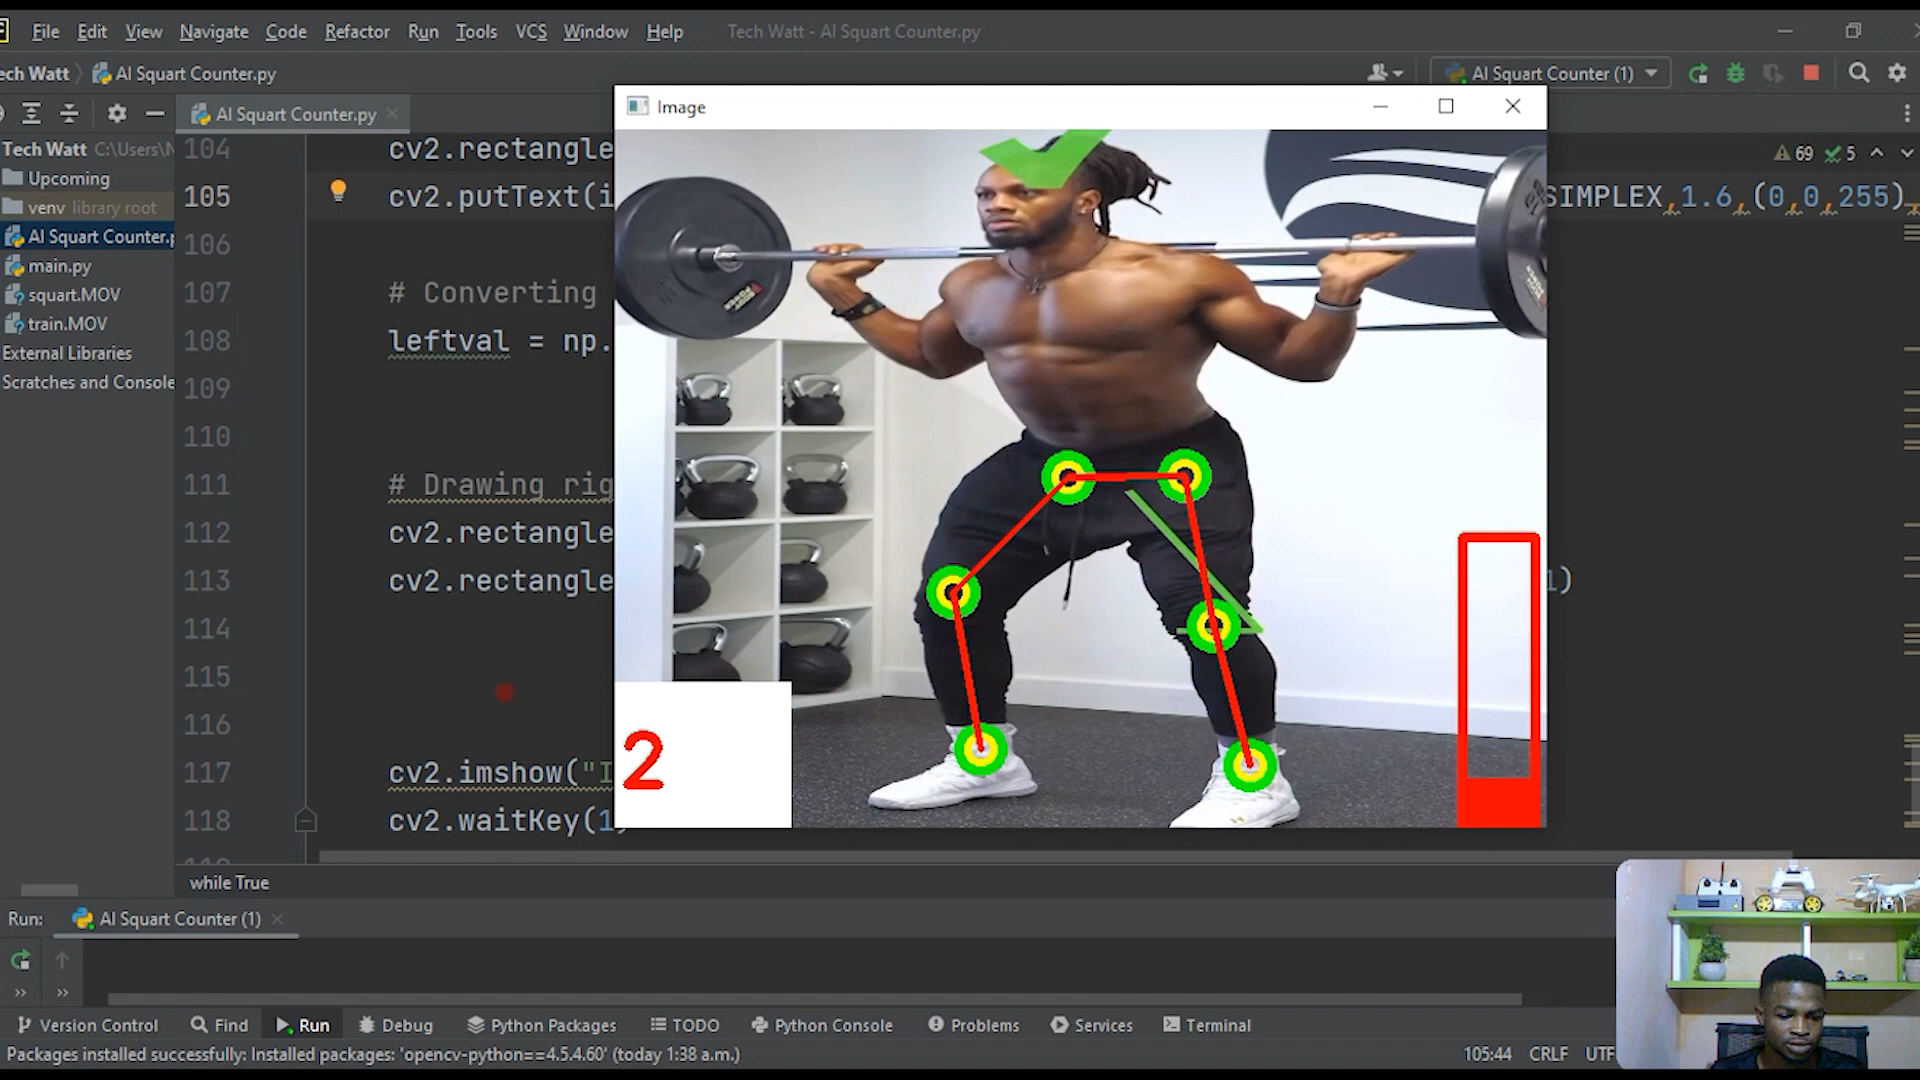 File Edit View Navigate Code Refactor Run Tools VCS Window Help Tech Watt - AI Squart Counter.py
ech Watt AI Squart Counter.py
AI Squart Counter (1)
AI Squart Counter.py
Image
Tech Watt C:\Users\N
Upcoming
venv library root
AI Squart Counter.p
main.py
squart.MOV
train.MOV
External Libraries
Scratches and Console
69 5
104 cv2.rectangle
105 cv2.putText(i SIMPLEX,1.6,(0,0,255),
106
107 # Converting
108 leftval = np.
109
110
111 # Drawing rig
112 cv2.rectangle
113 cv2.rectangle 1)
114
115
116
117 cv2.imshow("I
118 cv2.waitKey(1
2
while True
Run: AI Squart Counter (1)
Version Control Find Run Debug Python Packages TODO Python Console Problems Services Terminal
Packages installed successfully: Installed packages: 'opencv-python==4.5.4.60' (today 1:38 a.m.)
105:44 CRLF UTF